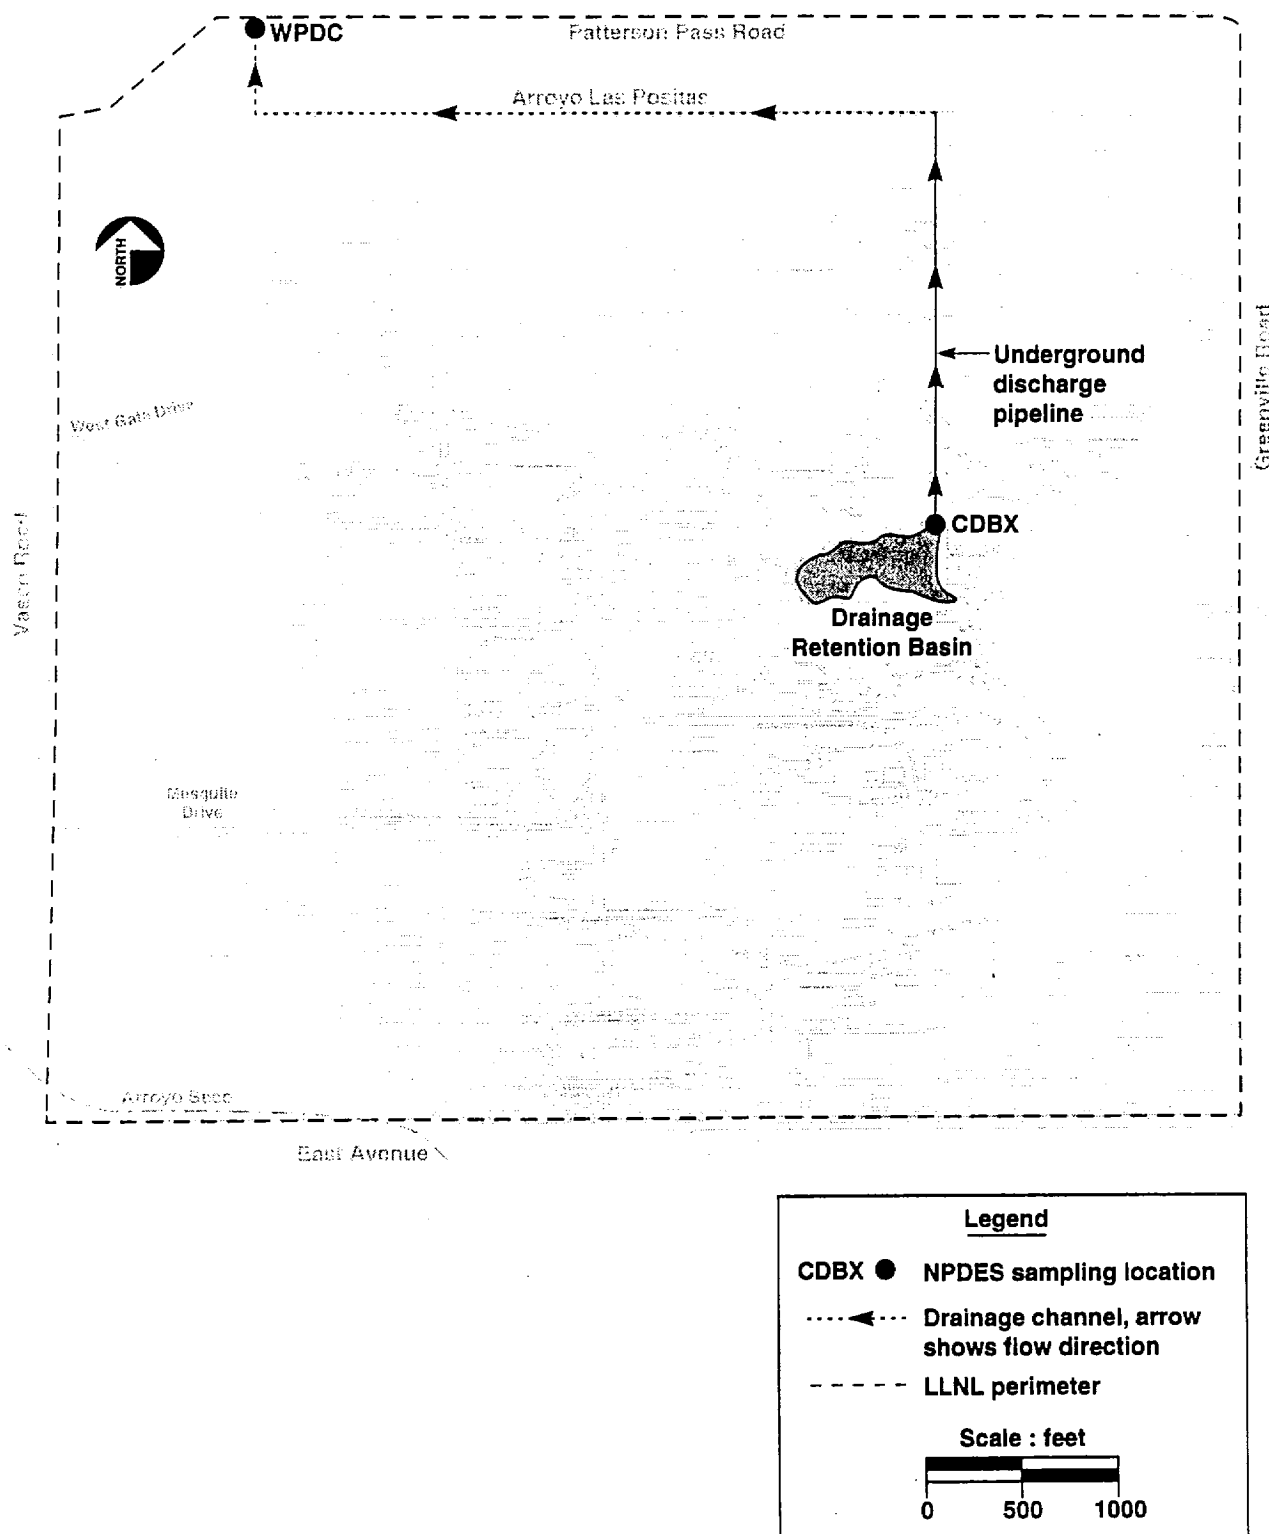 WPDC
Patterson Pass Road
Arroyo Las Positas
NORTH
Underground
discharge
pipeline
Greenville Road
West Gate Drive
CDBX
Vasco Road
Drainage
Retention Basin
Mesquite
Drive
Arroyo Seco
East Avenue
Legend
CDBX NPDES sampling location
Drainage channel, arrow
shows flow direction
LLNL perimeter
Scale : feet
0 500 1000